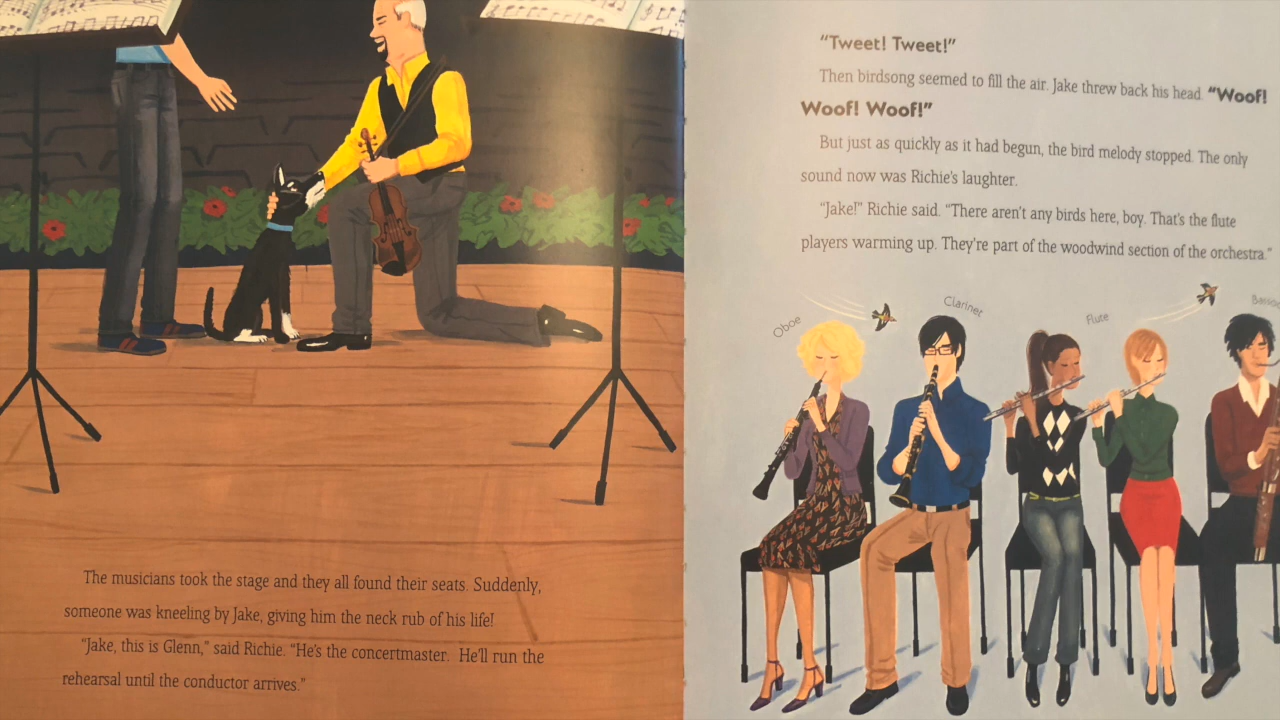 The musicians took the stage and they all found their seats. Suddenly,
someone was kneeling by Jake, giving him the neck rub of his life!
“Jake, this is Glenn,” said Richie. “He’s the concertmaster. He’ll run the
rehearsal until the conductor arrives.”
“Tweet! Tweet!”
Then birdsong seemed to fill the air. Jake threw back his head. “Woof!
Woof! Woof!”
But just as quickly as it had begun, the bird melody stopped. The only
sound now was Richie’s laughter.
“Jake!” Richie said. “There aren’t any birds here, boy. That’s the flute
players warming up. They’re part of the woodwind section of the orchestra.”
Oboe
Clarinet
Flute